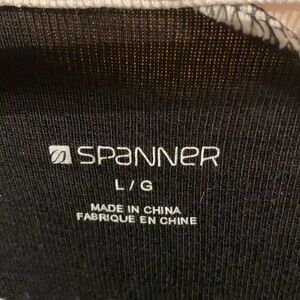 SPANNER
L / G
MADE IN CHINA
FABRIQUE EN CHINE